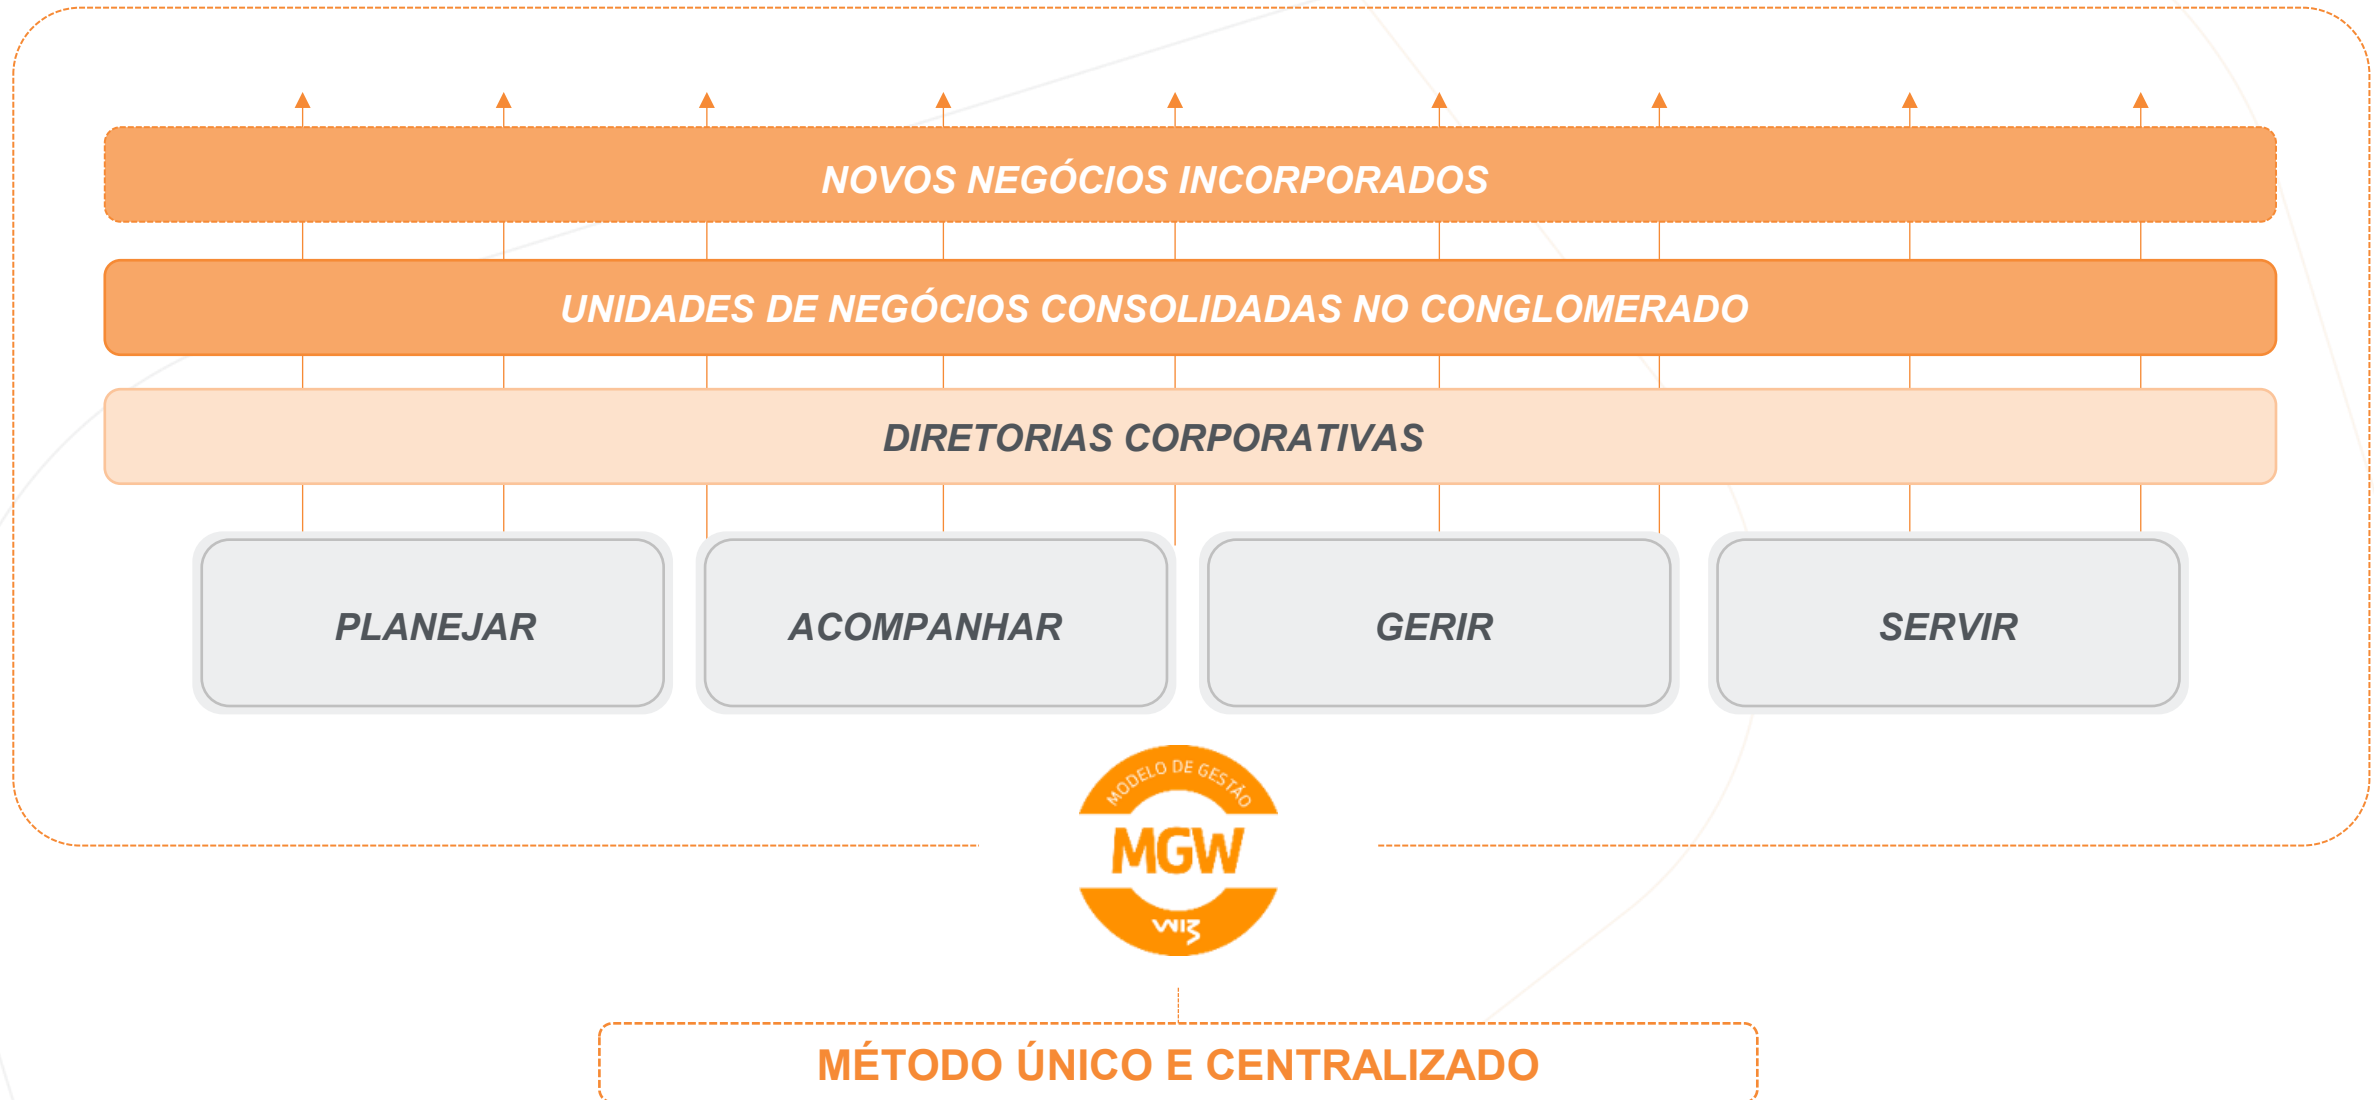 NOVOS NEGÓCIOS INCORPORADOS
UNIDADES DE NEGÓCIOS CONSOLIDADAS NO CONGLOMERADO
DIRETORIAS CORPORATIVAS
PLANEJAR
ACOMPANHAR
GERIR
SERVIR
MODELO DE GESTÃO
MGW
wiz
MÉTODO ÚNICO E CENTRALIZADO